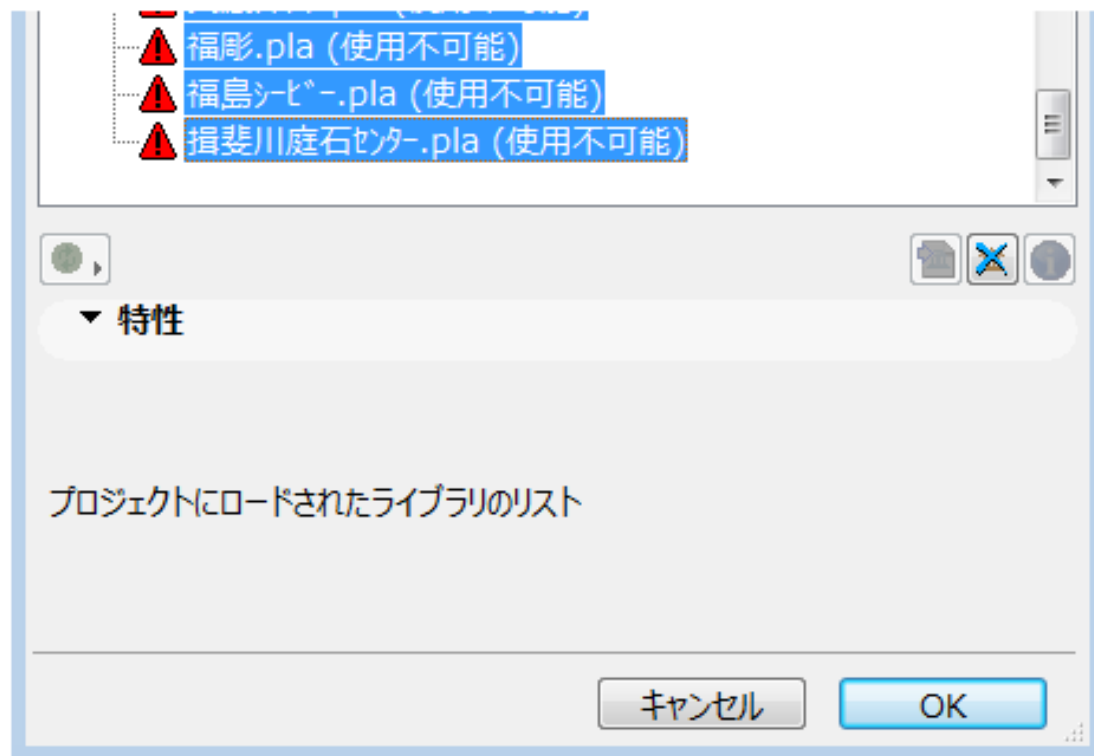 福彫.pla (使用不可能)
福島ｼｰﾋﾞｰ.pla (使用不可能)
揖斐川庭石ｾﾝﾀｰ.pla (使用不可能)
特性
プロジェクトにロードされたライブラリのリスト
キャンセル
OK